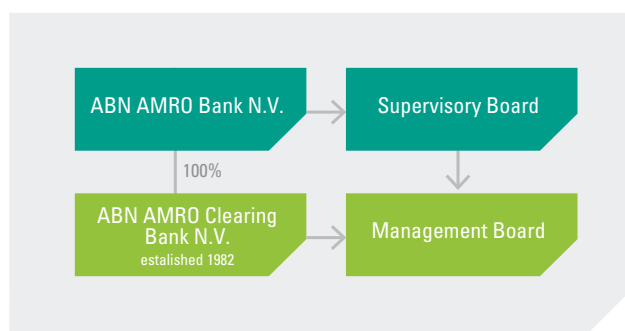 ABN AMRO Bank N.V.
Supervisory Board
100%
ABN AMRO Clearing
Bank N.V.
estalished 1982
Management Board